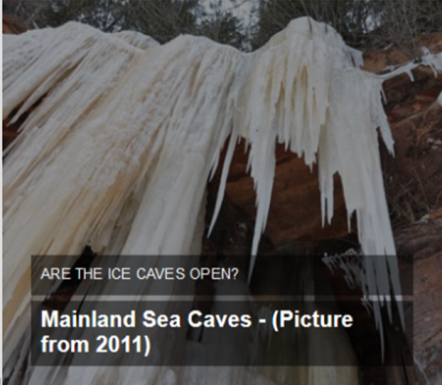 ARE THE ICE CAVES OPEN?
Mainland Sea Caves - (Picture
from 2011)